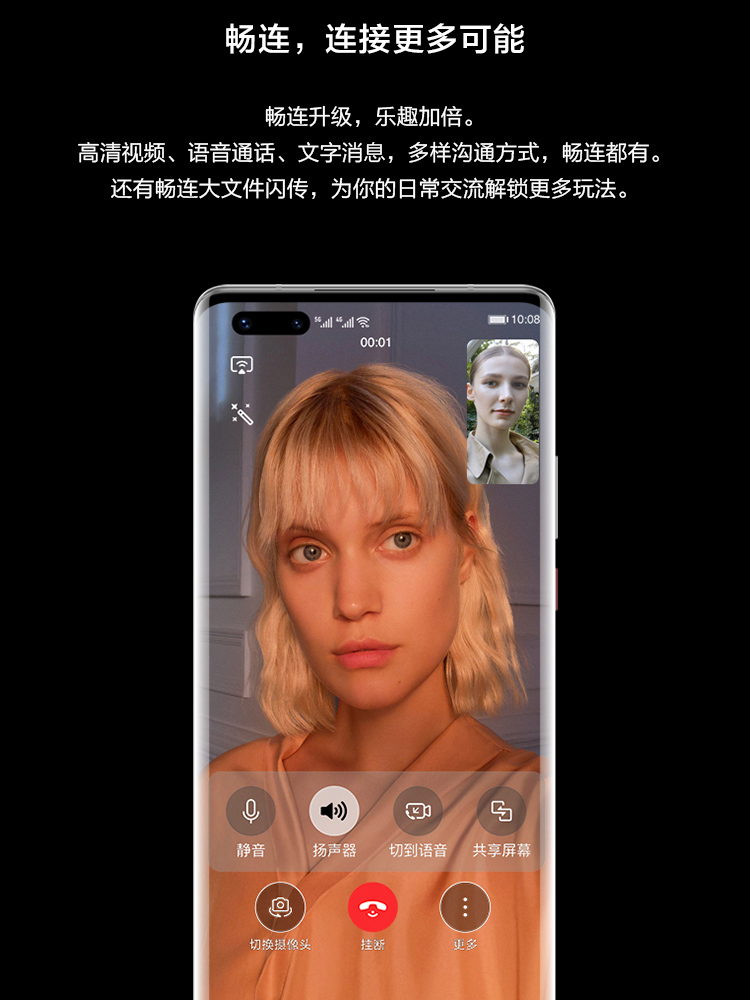 畅连，连接更多可能
畅连升级，乐趣加倍。
高清视频、语音通话、文字消息，多样沟通方式，畅连都有。
还有畅连大文件闪传，为你的日常交流解锁更多玩法。
5G 4G 10:08
00:01
静音 扬声器 切到语音 共享屏幕
切换摄像头 挂断 更多